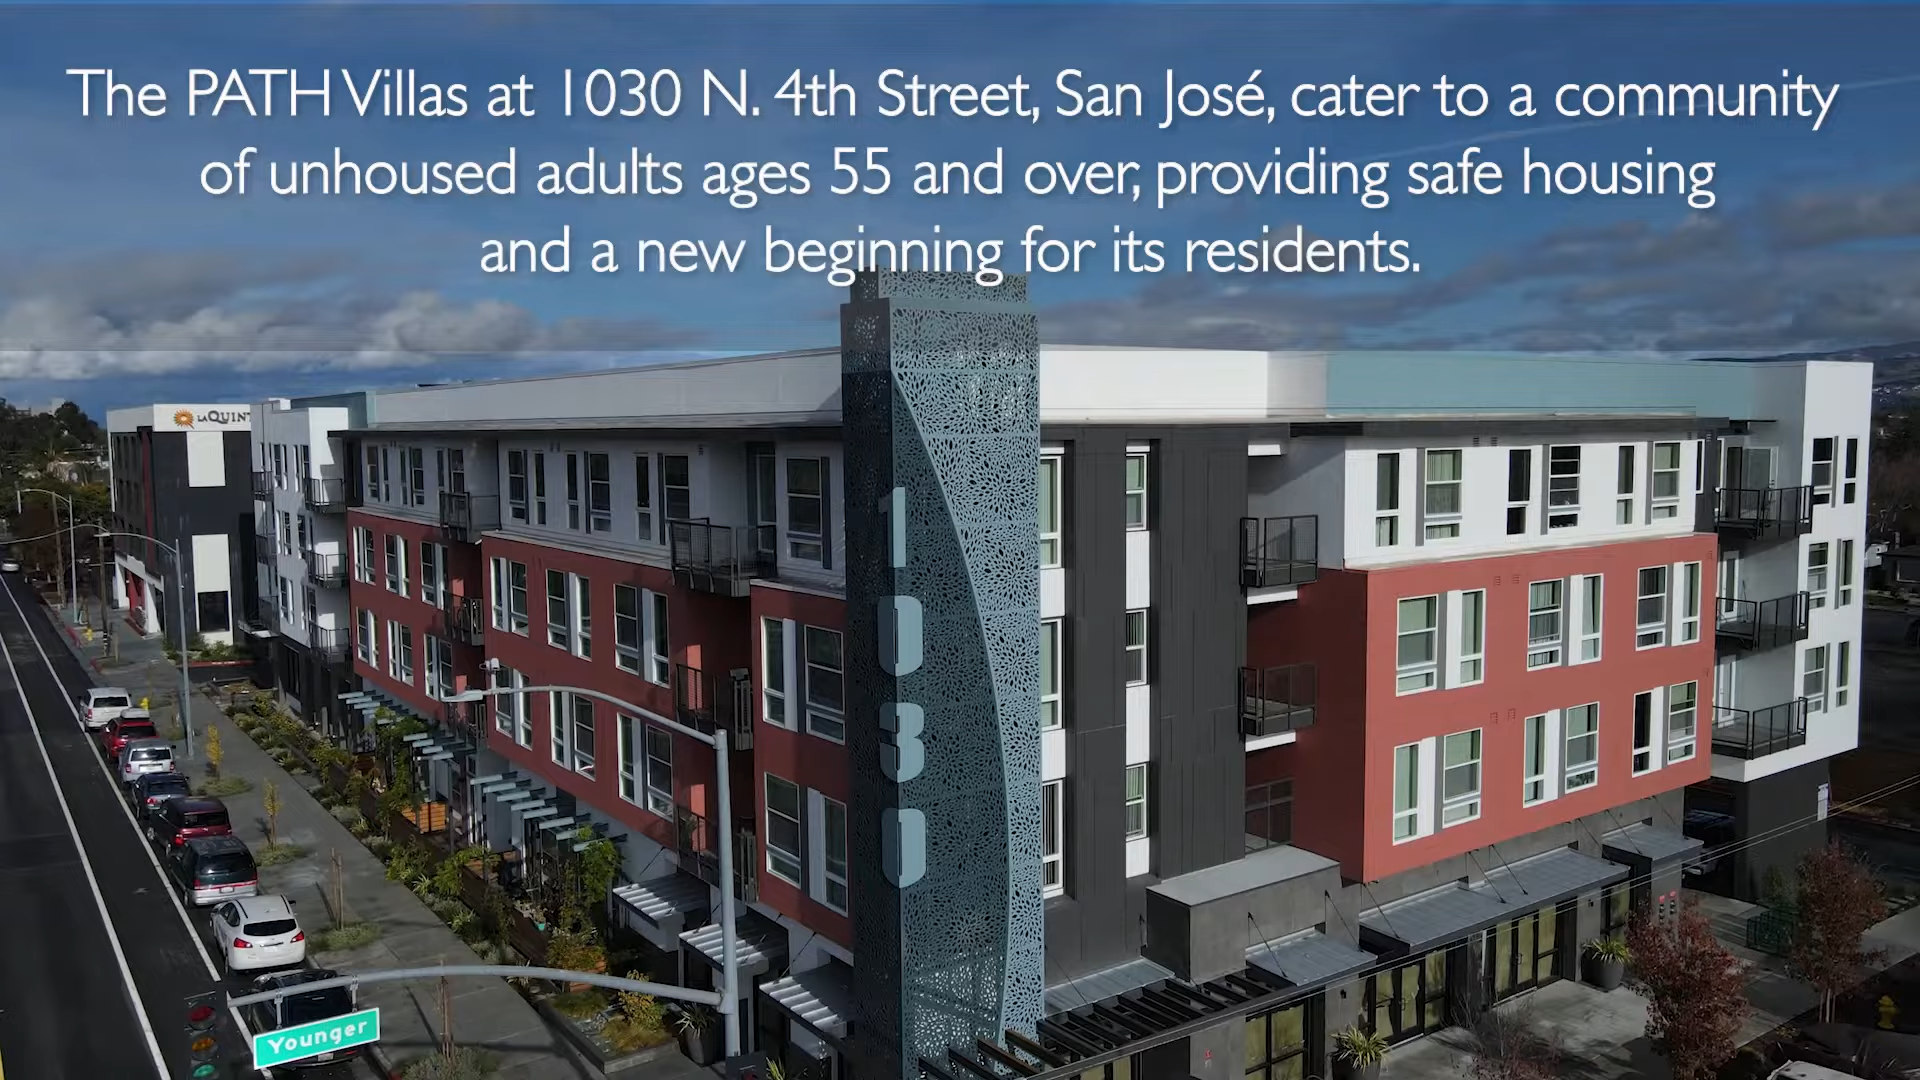 The PATH Villas at 1030 N. 4th Street, San José, cater to a community
of unhoused adults ages 55 and over, providing safe housing
and a new beginning for its residents.
LAQUINT
1030
Younger